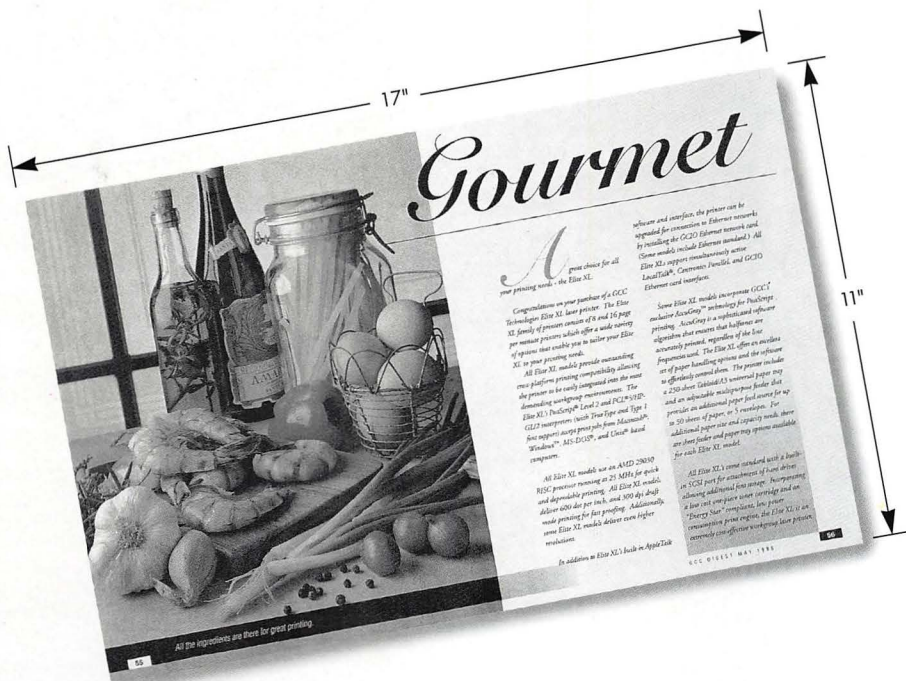 17"
11"
Gourmet
A great choice for all
your printing needs - the Elite XL.
Congratulations on your purchase of a GCC
Technologies Elite XL laser printer. The Elite
XL family of printers consists of 8 and 16 page
per minute printers which offer a wide variety
of options that enable you to tailor your Elite
XL to your printing needs.
All Elite XL models provide outstanding
cross-platform printing compatibility allowing
the printer to be easily integrated into the most
demanding workgroup environments. The
Elite XL's PostScript® Level 2 and PCL®5/HP-
GL/2 interpreters (with TrueType and Type 1
font support) accept print jobs from Macintosh®,
Windows™, MS-DOS®, and Unix® based
computers.
All Elite XL models use an AMD 29030
RISC processor running at 25 MHz for quick
and dependable printing. All Elite XL models
deliver 600 dots per inch, and 300 dpi draft
mode printing for fast proofing. Additionally,
some Elite XL models deliver even higher
resolutions.
In addition to Elite XL's built-in AppleTalk
software and interface, the printer can be
upgraded for connection to Ethernet networks
by installing the GCC Ethernet network card.
(Some models include Ethernet standard.) All
Elite XLs support simultaneously active
LocalTalk®, Centronics Parallel, and
Ethernet card interfaces.
Some Elite XL models incorporate GCC's
exclusive AccuGray™ technology for PostScript
printing. AccuGray is a sophisticated software
algorithm that ensures that halftones are
accurately printed, regardless of the line
frequencies used. The Elite XL offer an excellent
set of paper handling options and the software
to effortlessly control them. The printer includes
a 250-sheet Tabloid/A3 universal paper tray
and an adjustable multipurpose feeder that
provides an additional paper feed source for up
to 50 sheets of paper, or 5 envelopes. For
additional paper size and capacity needs, there
are sheet feeder and paper tray options available
for each Elite XL model.
All Elite XL's come standard with a built-
in SCSI port for attachment of hard drives
allowing additional font storage. Incorporating
a low cost one-piece toner cartridge and an
"Energy Star" compliant, low power
consumption print engine, the Elite XL is an
extremely cost-effective workgroup laser printer.
All the ingredients are there for great printing.
55
GCC DIGEST MAY 1995
56